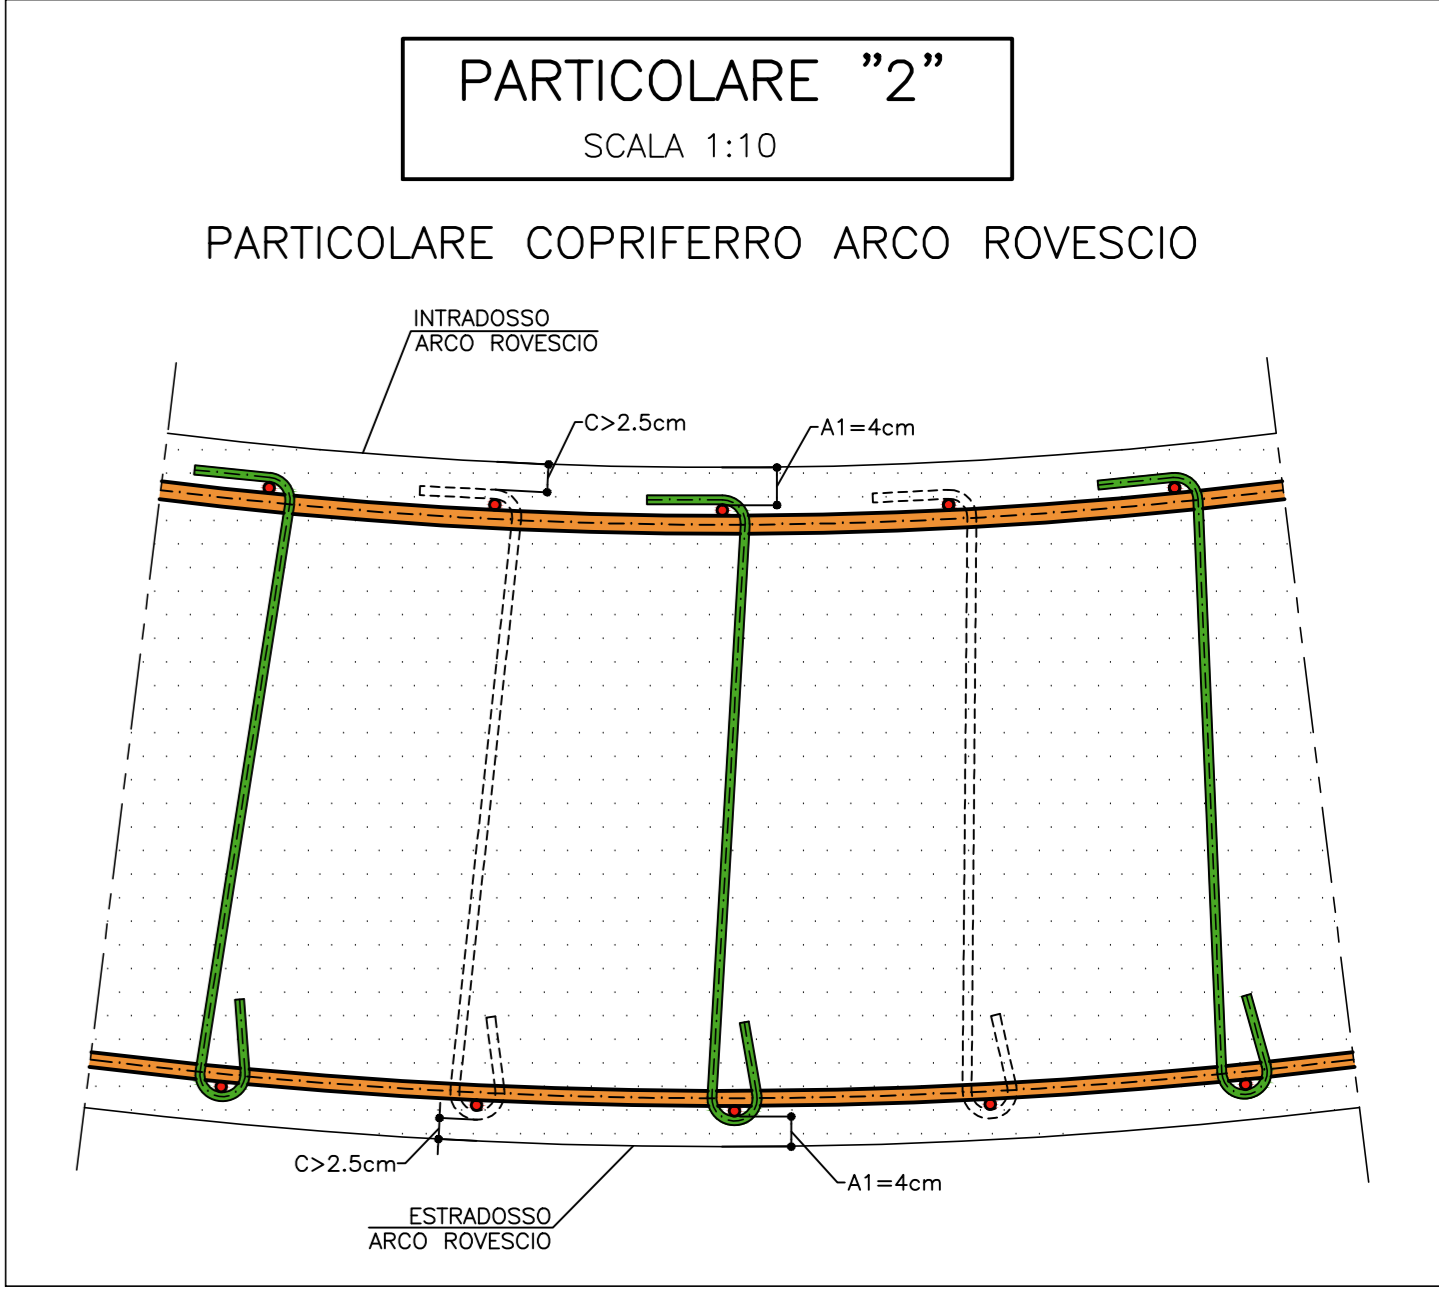 PARTICOLARE "2"
SCALA 1:10
PARTICOLARE COPRIFERRO ARCO ROVESCIO
INTRADOSSO
ARCO ROVESCIO
C>2.5cm
A1=4cm
C>2.5cm
A1=4cm
ESTRADOSSO
ARCO ROVESCIO